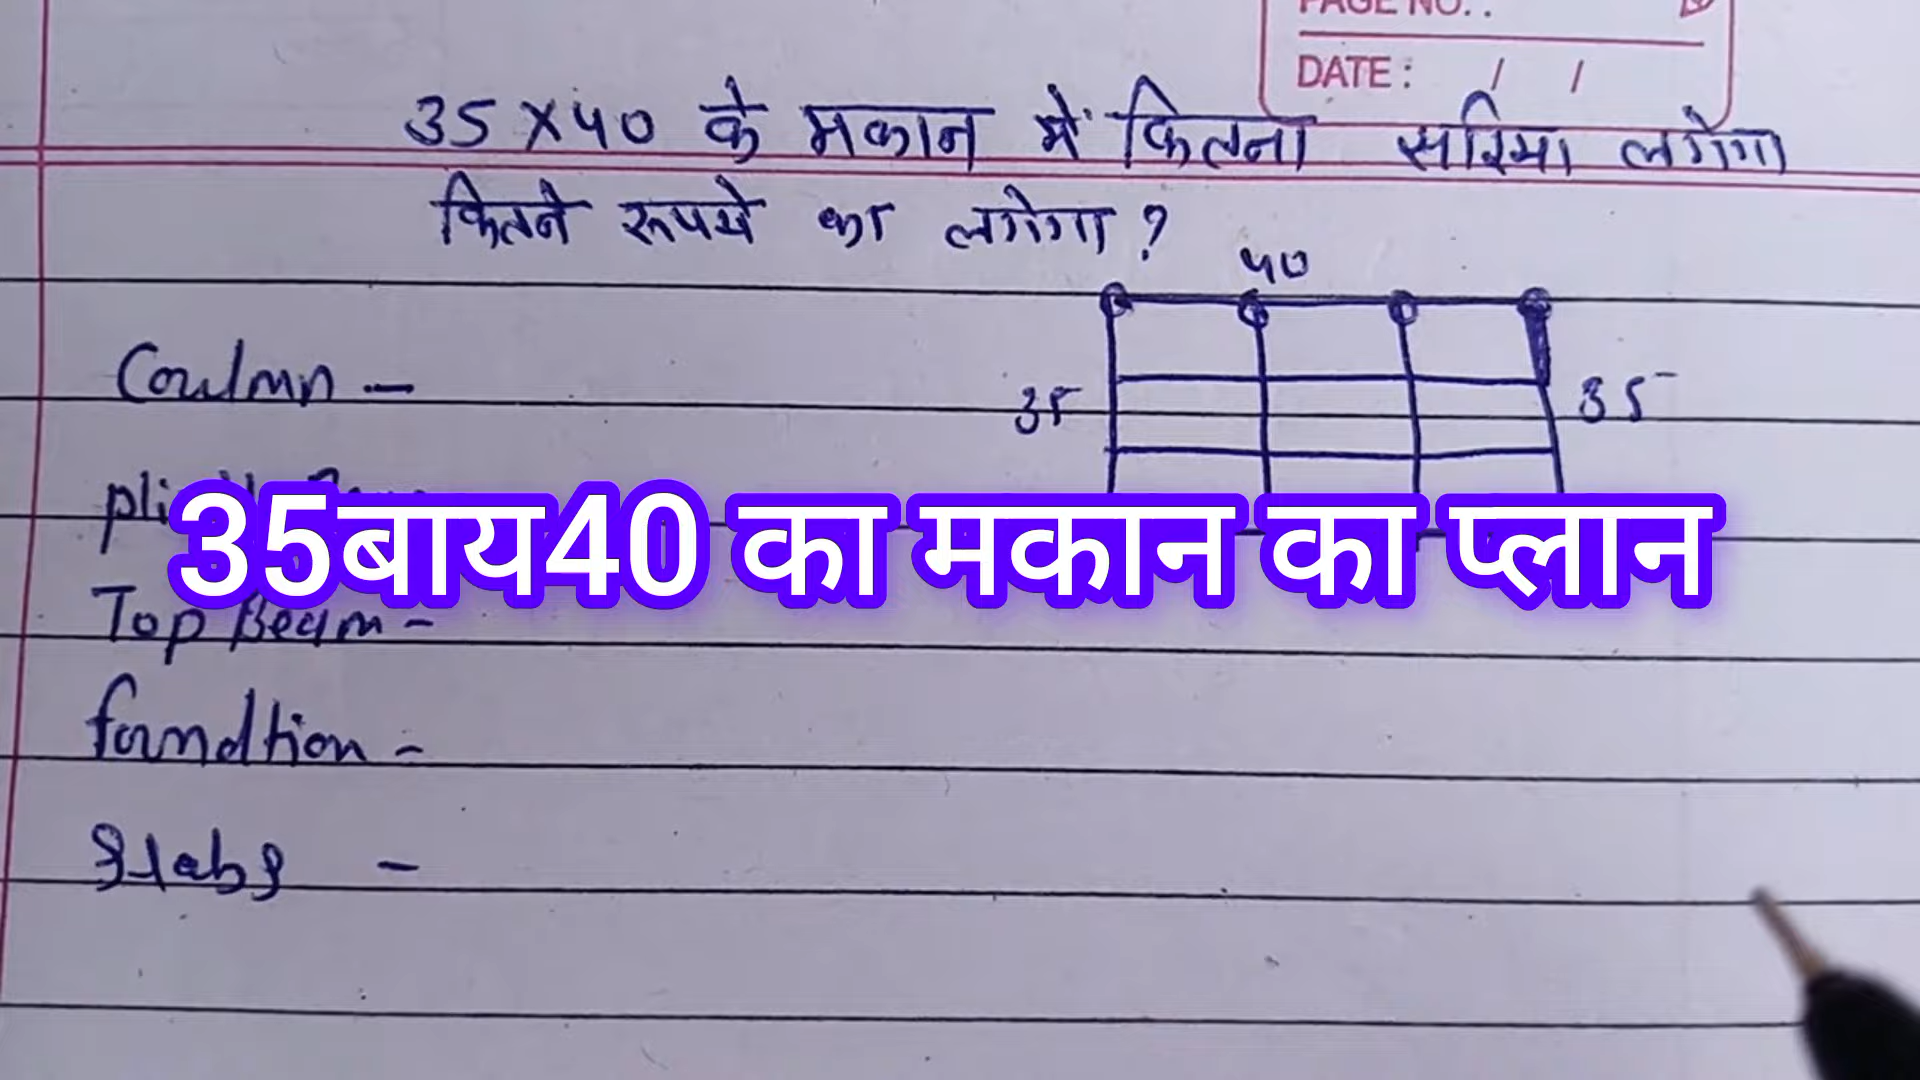 PAGE NO. :
DATE : / /
35 x 40 के मकान में कितना सरिया लगेगा
कितने रूपये का लगेगा ?
40
Coulmn -
35 35
35बाय40 का मकान का प्लान
Top Beam -
foundtion -
Slabs -